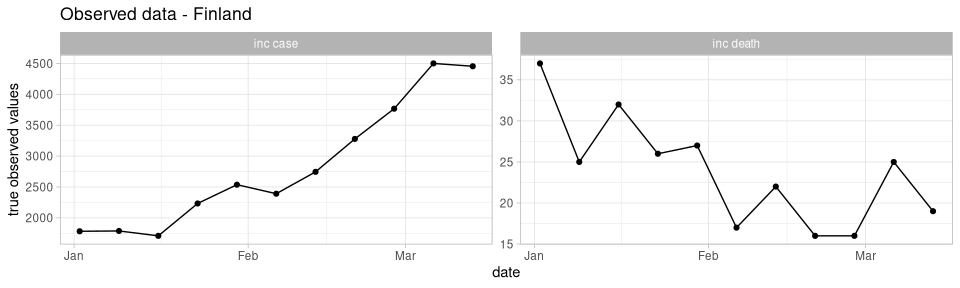 Observed data - Finland
inc case
inc death
true observed values
4500
4000
3500
3000
2500
2000
35
30
25
20
15
Jan
Feb
Mar
Jan
Feb
Mar
date